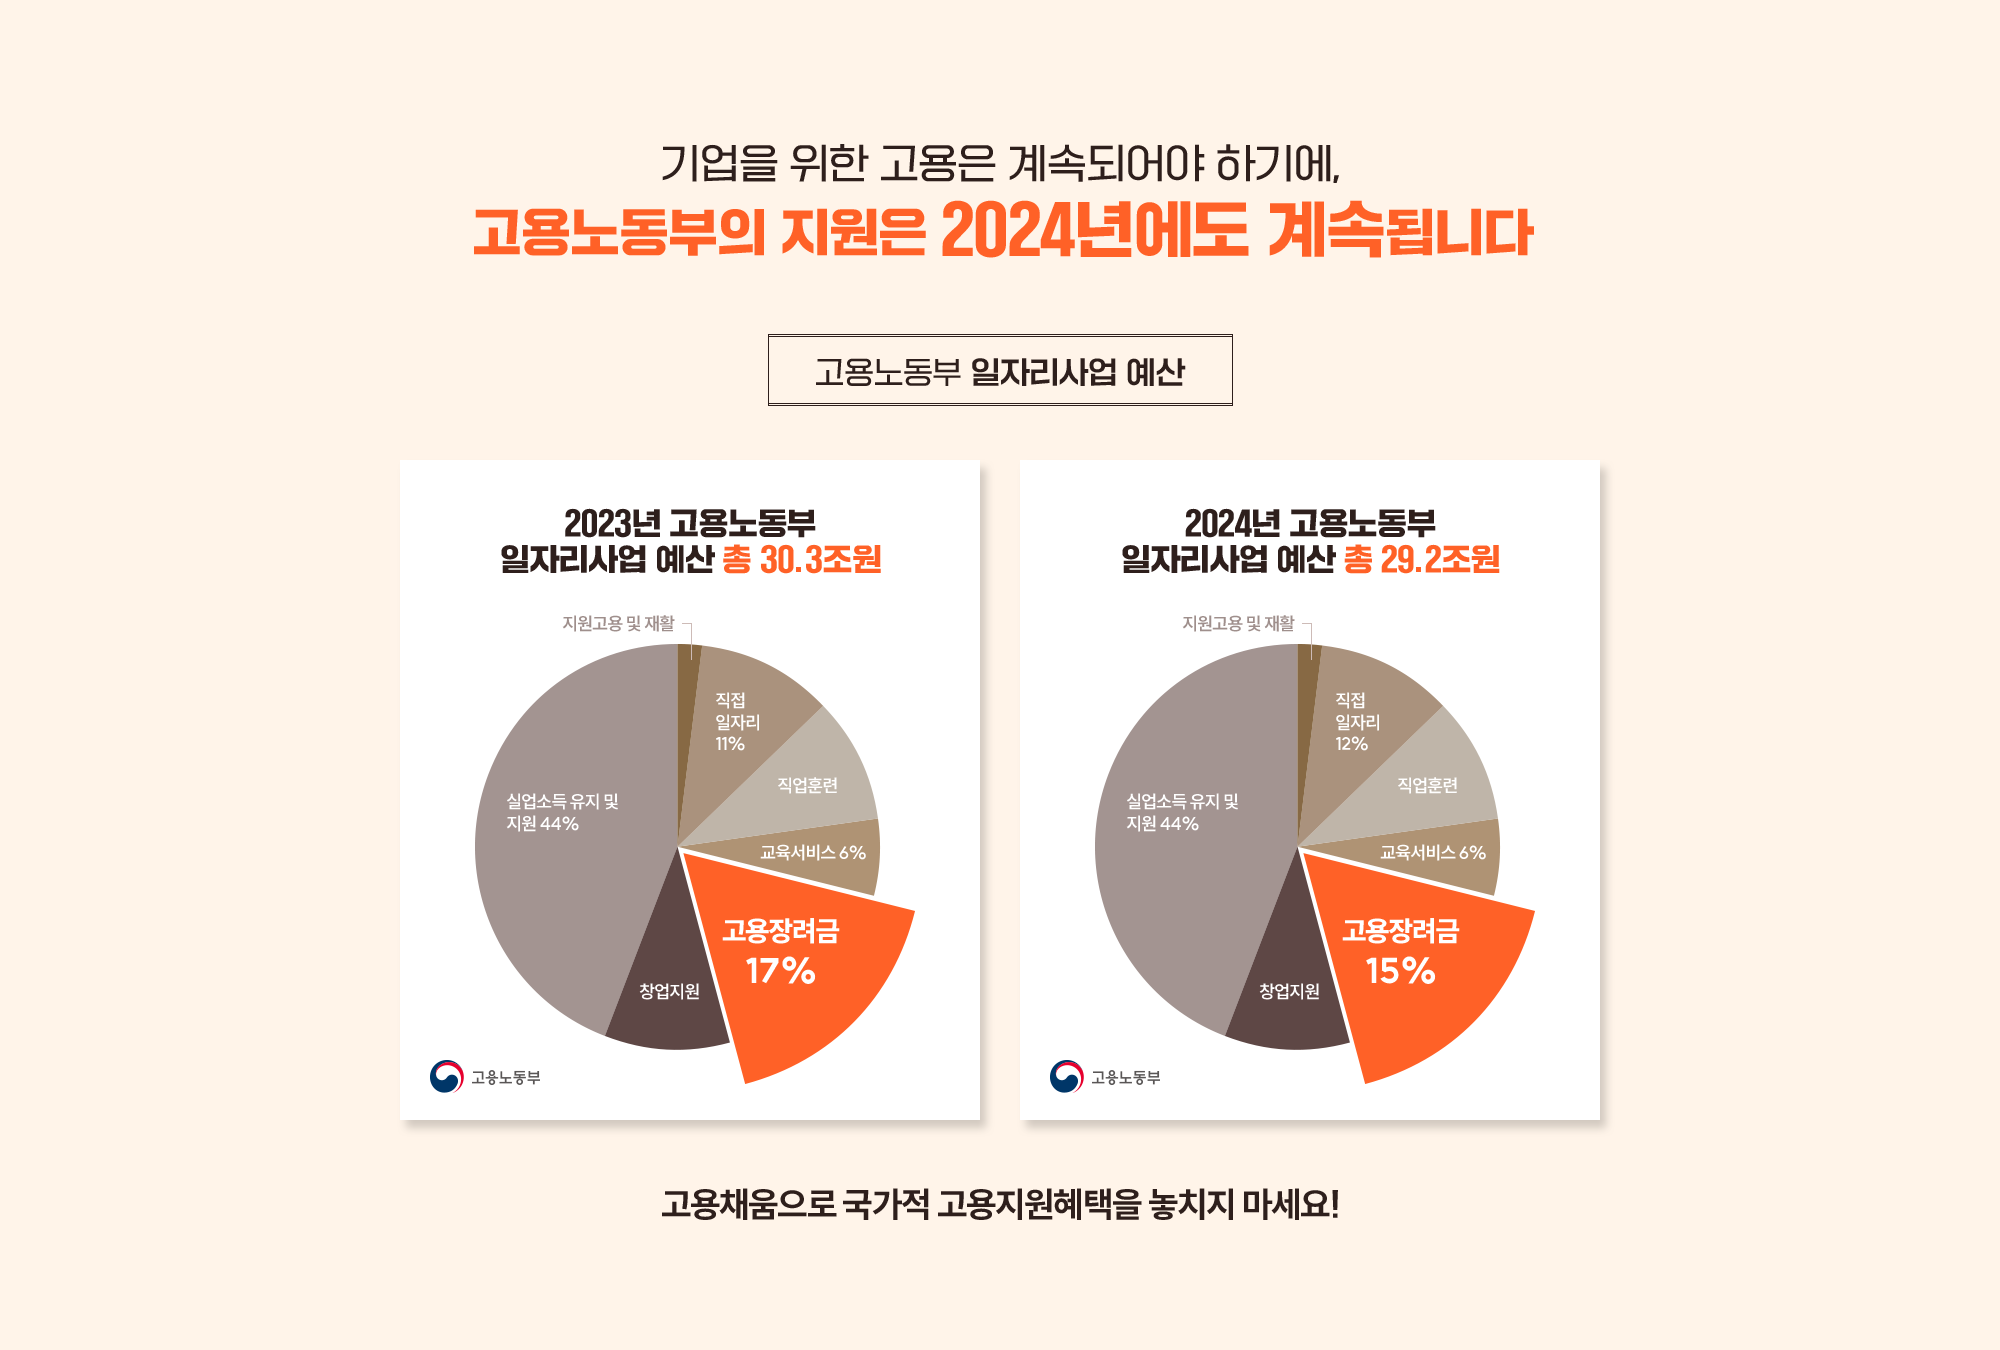 기업을 위한 고용은 계속되어야 하기에,
고용노동부의 지원은 2024년에도 계속됩니다
고용노동부 일자리사업 예산
2023년 고용노동부
일자리사업 예산 총 30.3조원
지원고용 및 재활
직접
일자리
11%
직업훈련
실업소득 유지 및
지원 44%
교육서비스 6%
고용장려금
17%
창업지원
고용노동부
2024년 고용노동부
일자리사업 예산 총 29.2조원
지원고용 및 재활
직접
일자리
12%
직업훈련
실업소득 유지 및
지원 44%
교육서비스 6%
고용장려금
15%
창업지원
고용노동부
고용채움으로 국가적 고용지원혜택을 놓치지 마세요!